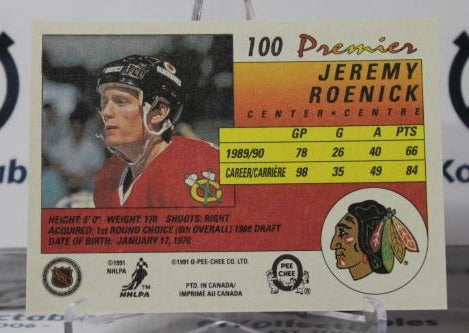 100 Premier
JEREMY
ROENICK
CENTER • CENTRE
GP G A PTS
1989/90 78 26 40 66
CAREER/CARRIÈRE 98 35 49 84
HEIGHT: 6' 0" WEIGHT: 170 SHOOTS: RIGHT
ACQUIRED: 1st ROUND CHOICE (8th OVERALL) 1988 DRAFT
DATE OF BIRTH: JANUARY 17, 1970
©1991
NHLPA
NHLPA
TM
©1991 O-PEE-CHEE CO. LTD.
PTD. IN CANADA/
IMPRIMÉ AU CANADA
O
PEE
CHEE